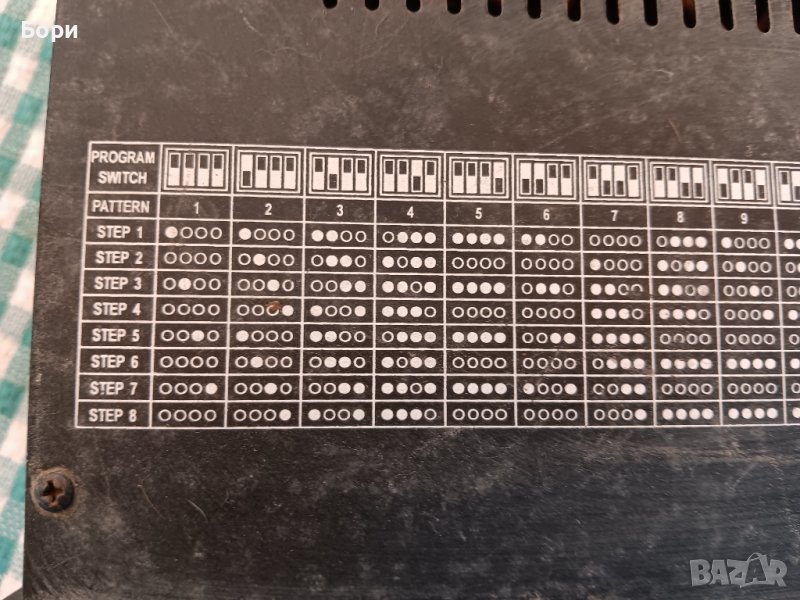 Бори
PROGRAM
SWITCH
PATTERN 1 2 3 4 5 6 7 8 9
STEP 1
STEP 2
STEP 3
STEP 4
STEP 5
STEP 6
STEP 7
STEP 8
BAZAR